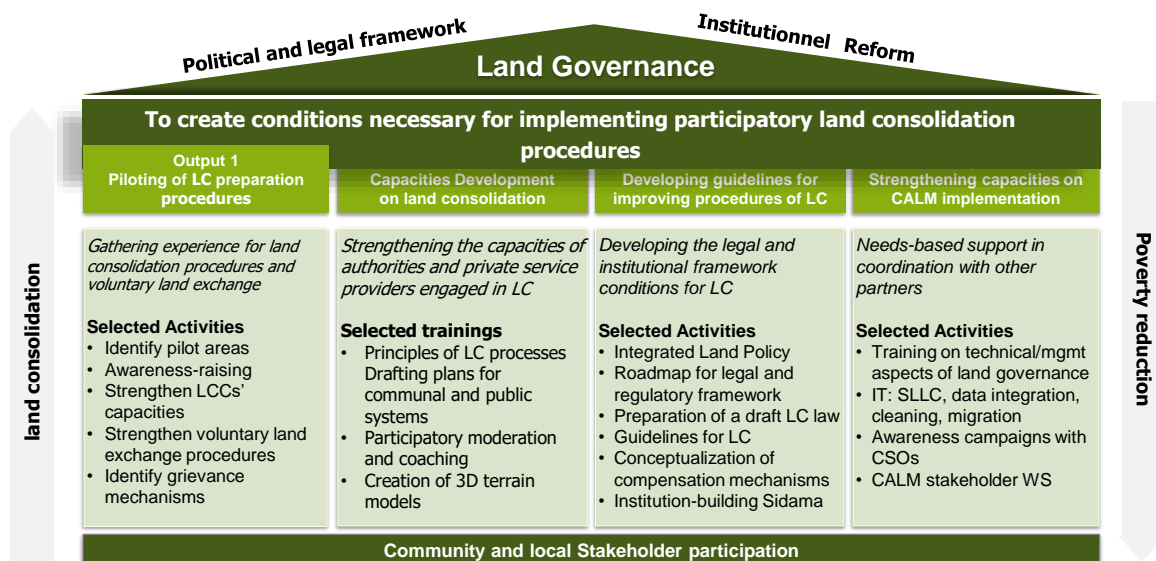 Political and legal framework
Institutionnel Reform
Land Governance
To create conditions necessary for implementing participatory land consolidation
procedures
Output 1
Piloting of LC preparation
procedures
Capacities Development
on land consolidation
Developing guidelines for
improving procedures of LC
Strengthening capacities on
CALM implementation
land consolidation
Gathering experience for land
consolidation procedures and
voluntary land exchange
Selected Activities
• Identify pilot areas
• Awareness-raising
• Strengthen LCCs'
capacities
• Strengthen voluntary land
exchange procedures
• Identify grievance
mechanisms
Strengthening the capacities of
authorities and private service
providers engaged in LC
Selected trainings
• Principles of LC processes
Drafting plans for
communal and public
systems
• Participatory moderation
and coaching
• Creation of 3D terrain
models
Developing the legal and
institutional framework
conditions for LC
Selected Activities
• Integrated Land Policy
• Roadmap for legal and
regulatory framework
• Preparation of a draft LC law
• Guidelines for LC
• Conceptualization of
compensation mechanisms
• Institution-building Sidama
Needs-based support in
coordination with other
partners
Selected Activities
• Training on technical/mgmt
aspects of land governance
• IT: SLLC, data integration,
cleaning, migration
• Awareness campaigns with
CSOs
• CALM stakeholder WS
Poverty reduction
Community and local Stakeholder participation